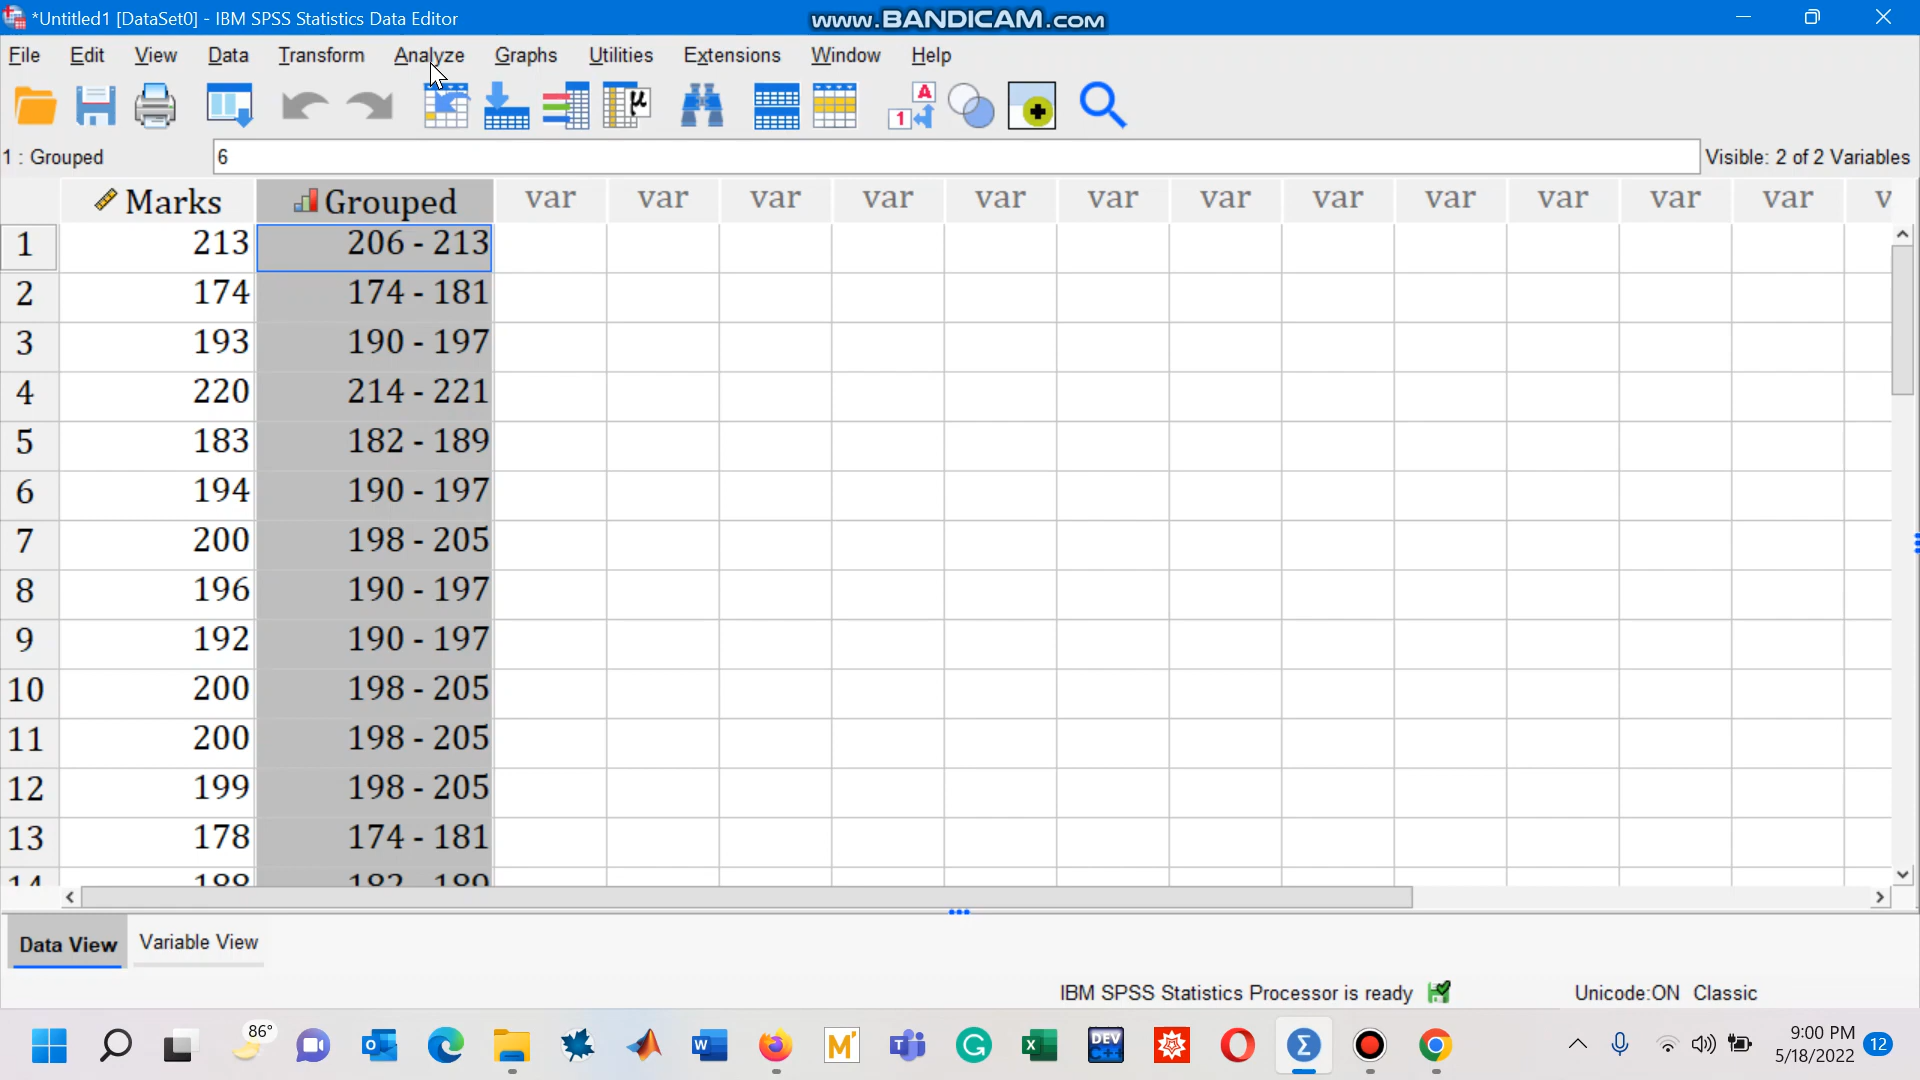 *Untitled1 [DataSet0] - IBM SPSS Statistics Data Editor
www.BANDICAM.com
File Edit View Data Transform Analyze Graphs Utilities Extensions Window Help
1 : Grouped 6 Visible: 2 of 2 Variables
Marks Grouped var var var var var var var var var var var var v
1 213 206 - 213
2 174 174 - 181
3 193 190 - 197
4 220 214 - 221
5 183 182 - 189
6 194 190 - 197
7 200 198 - 205
8 196 190 - 197
9 192 190 - 197
10 200 198 - 205
11 200 198 - 205
12 199 198 - 205
13 178 174 - 181
14 188 182 - 189
Data View Variable View
IBM SPSS Statistics Processor is ready Unicode:ON Classic
86°
DEV
C++
9:00 PM
5/18/2022
12